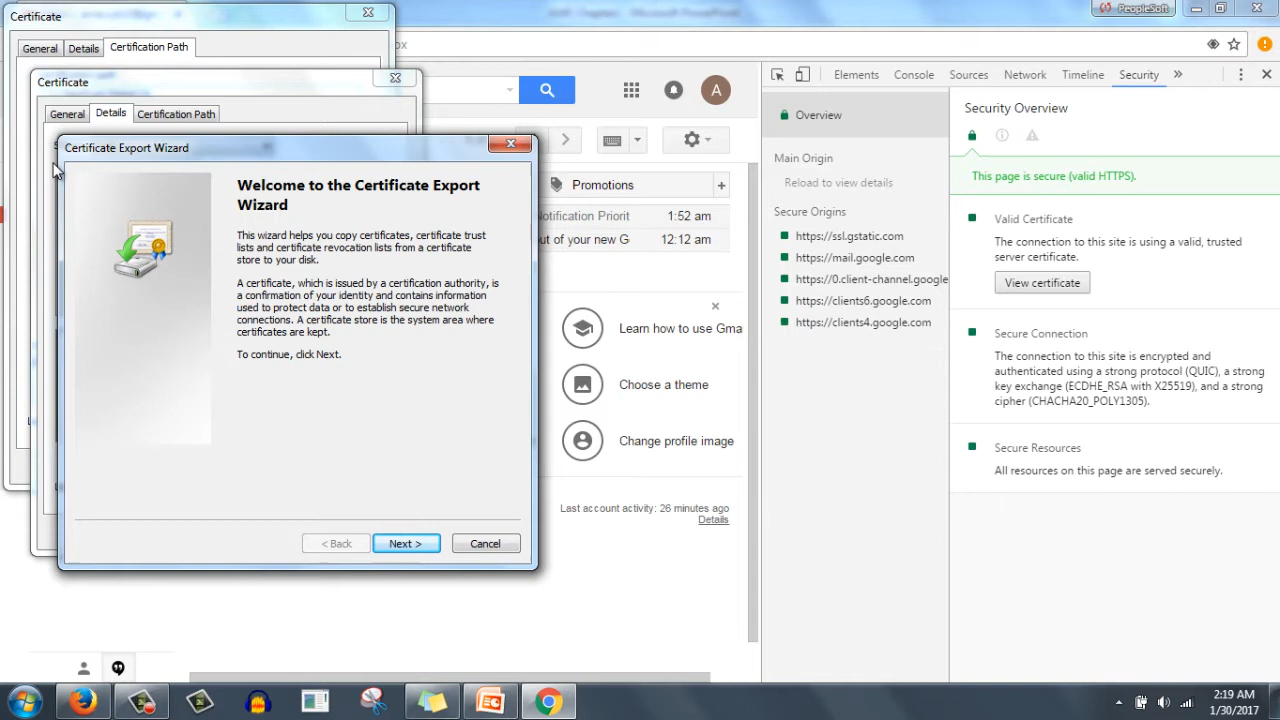 Certificate
General Details Certification Path
Certificate
General Details Certification Path
Certificate Export Wizard
Welcome to the Certificate Export
Wizard
This wizard helps you copy certificates, certificate trust
lists and certificate revocation lists from a certificate
store to your disk.
A certificate, which is issued by a certification authority, is
a confirmation of your identity and contains information
used to protect data or to establish secure network
connections. A certificate store is the system area where
certificates are kept.
To continue, click Next.
< Back Next > Cancel
PeopleSoft
A
Promotions
Notification Priorit 1:52 am
out of your new G 12:12 am
Learn how to use Gma
Choose a theme
Change profile image
Last account activity: 26 minutes ago
Details
Elements Console Sources Network Timeline Security
Overview
Main Origin
Reload to view details
Secure Origins
https://ssl.gstatic.com
https://mail.google.com
https://0.client-channel.google
https://clients6.google.com
https://clients4.google.com
Security Overview
This page is secure (valid HTTPS).
Valid Certificate
The connection to this site is using a valid, trusted
server certificate.
View certificate
Secure Connection
The connection to this site is encrypted and
authenticated using a strong protocol (QUIC), a strong
key exchange (ECDHE_RSA with X25519), and a strong
cipher (CHACHA20_POLY1305).
Secure Resources
All resources on this page are served securely.
2:19 AM
1/30/2017